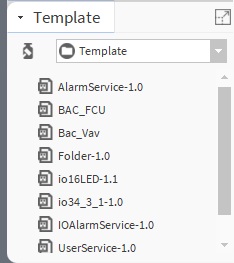 Template
Template
AlarmService-1.0
BAC_FCU
Bac_Vav
Folder-1.0
io16LED-1.1
io34_3_1-1.0
IOAlarmService-1.0
UserService-1.0